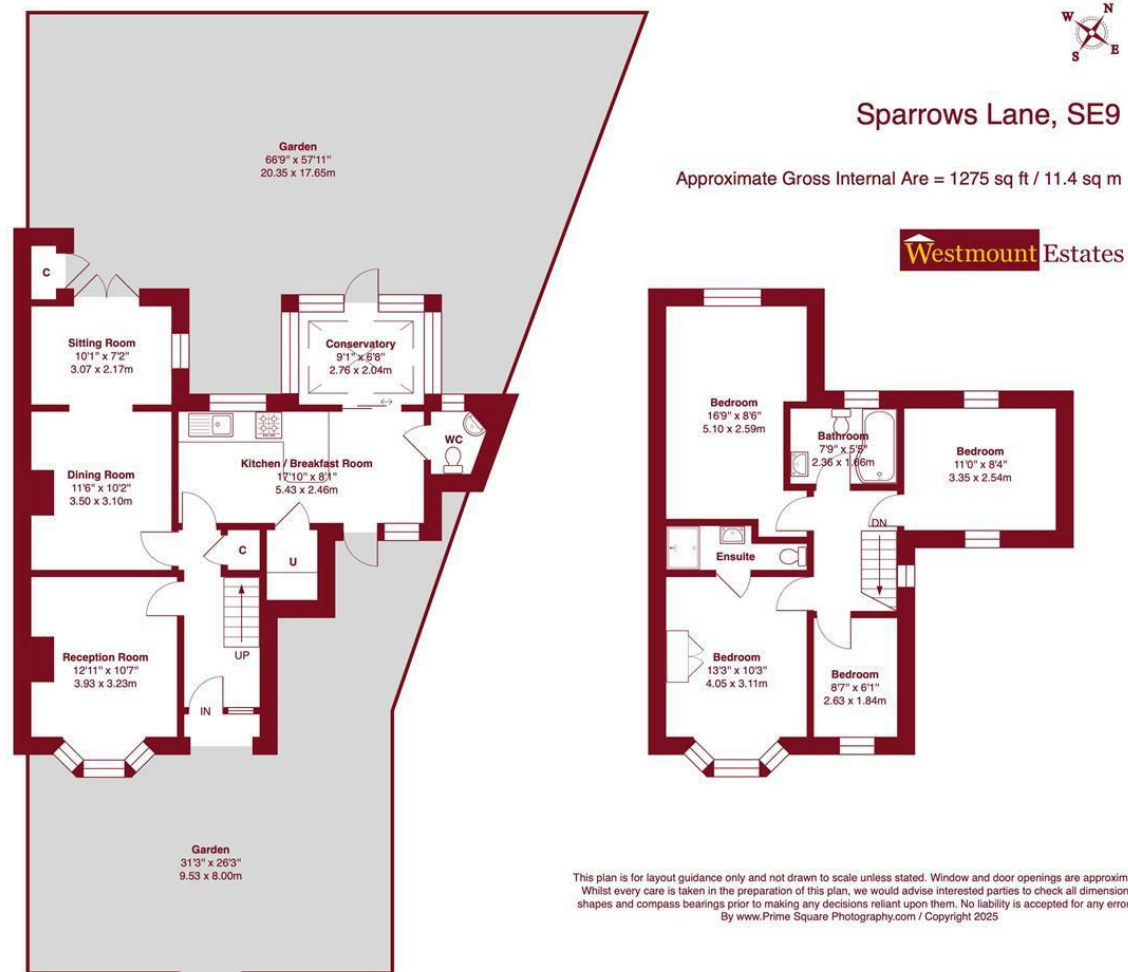 N
W
E
S
Sparrows Lane, SE9
Approximate Gross Internal Are = 1275 sq ft / 11.4 sq m
Westmount Estates
Garden
66'9" x 57'11"
20.35 x 17.65m
C
Sitting Room
10'1" x 7'2"
3.07 x 2.17m
Conservatory
9'1" x 6'8"
2.76 x 2.04m
WC
Kitchen / Breakfast Room
17'10" x 8'1"
5.43 x 2.46m
Dining Room
11'6" x 10'2"
3.50 x 3.10m
C
U
Reception Room
12'11" x 10'7"
3.93 x 3.23m
UP
IN
Garden
31'3" x 26'3"
9.53 x 8.00m
Bedroom
16'9" x 8'6"
5.10 x 2.59m
Bathroom
7'9" x 5'5"
2.36 x 1.66m
Bedroom
11'0" x 8'4"
3.35 x 2.54m
DN
Ensuite
Bedroom
13'3" x 10'3"
4.05 x 3.11m
Bedroom
8'7" x 6'1"
2.63 x 1.84m
This plan is for layout guidance only and not drawn to scale unless stated. Window and door openings are approxim
Whilst every care is taken in the preparation of this plan, we would advise interested parties to check all dimension
shapes and compass bearings prior to making any decisions reliant upon them. No liability is accepted for any error
By www.Prime Square Photography.com / Copyright 2025